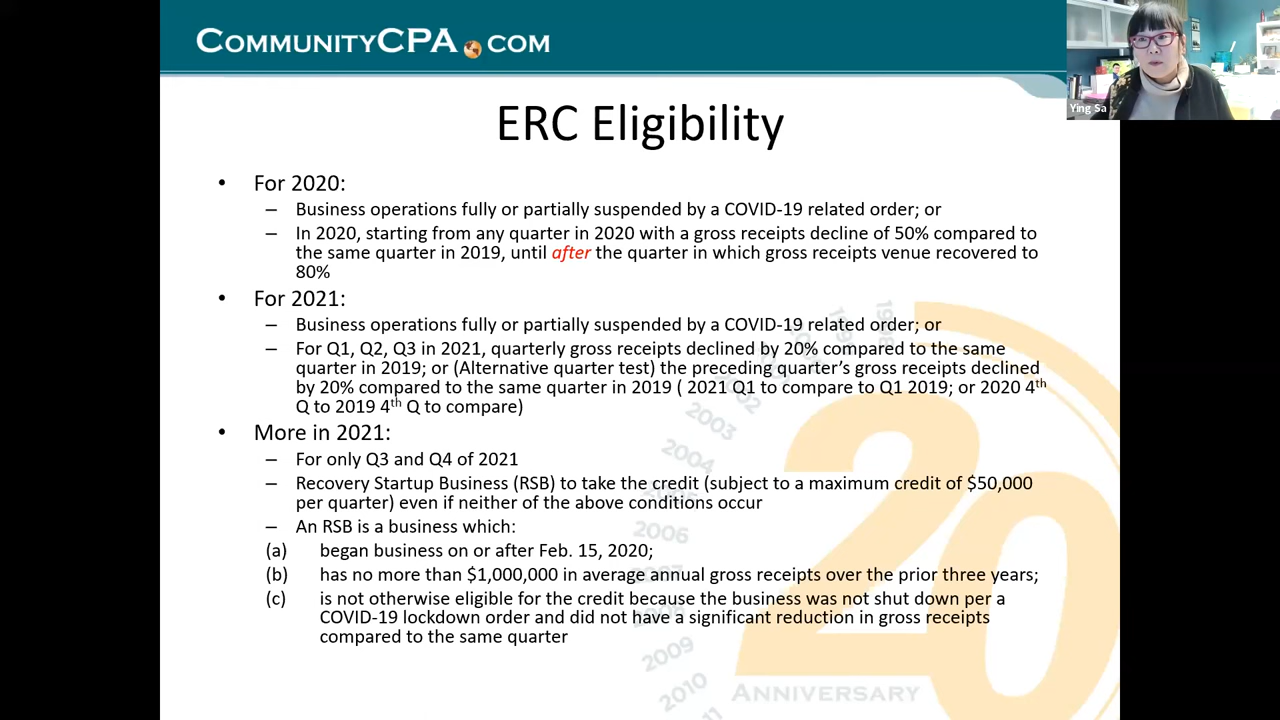 COMMUNITYCPA.COM
Ying Sa
ERC Eligibility
• For 2020:
– Business operations fully or partially suspended by a COVID-19 related order; or
– In 2020, starting from any quarter in 2020 with a gross receipts decline of 50% compared to
the same quarter in 2019, until after the quarter in which gross receipts venue recovered to
80%
• For 2021:
– Business operations fully or partially suspended by a COVID-19 related order; or
– For Q1, Q2, Q3 in 2021, quarterly gross receipts declined by 20% compared to the same
quarter in 2019; or (Alternative quarter test) the preceding quarter's gross receipts declined
by 20% compared to the same quarter in 2019 ( 2021 Q1 to compare to Q1 2019; or 2020 4th
Q to 2019 4th Q to compare)
• More in 2021:
– For only Q3 and Q4 of 2021
– Recovery Startup Business (RSB) to take the credit (subject to a maximum credit of $50,000
per quarter) even if neither of the above conditions occur
– An RSB is a business which:
(a) began business on or after Feb. 15, 2020;
(b) has no more than $1,000,000 in average annual gross receipts over the prior three years;
(c) is not otherwise eligible for the credit because the business was not shut down per a
COVID-19 lockdown order and did not have a significant reduction in gross receipts
compared to the same quarter
1998
2002
2003
2004
2006
2009
2010
20
ANNIVERSARY